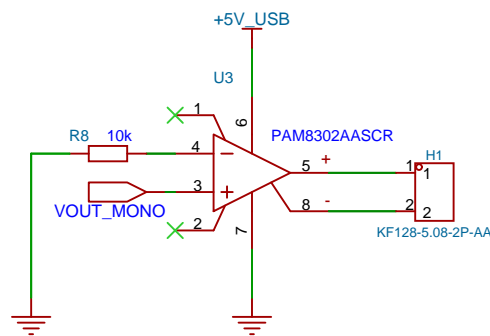 +5V_USB
U3
1
6
R8 10k
PAM8302AASCR
4
5 +
H1
1 1
3
VOUT_MONO
8 -
2 2
2
7
KF128-5.08-2P-AA